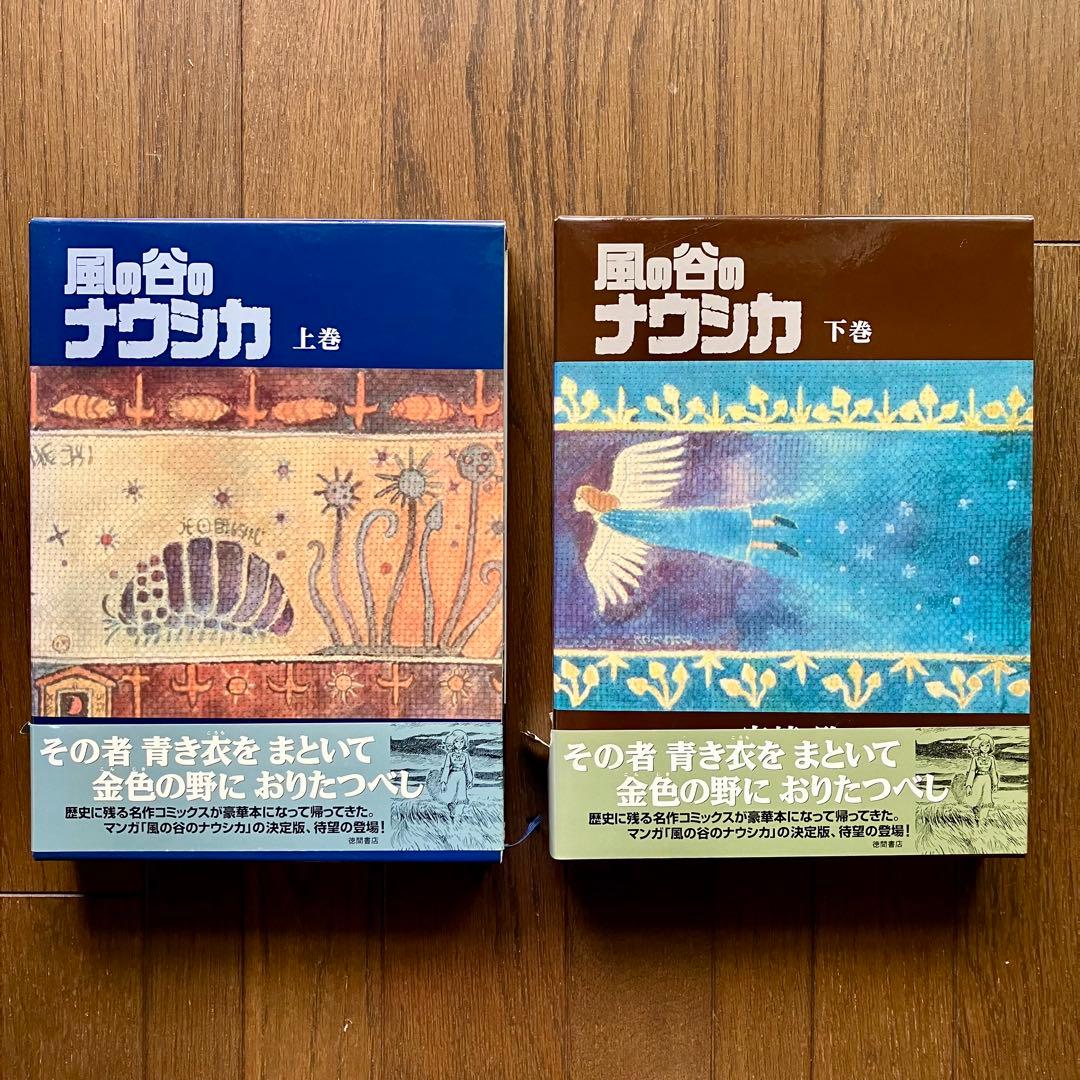 風の谷の
ナウシカ 上巻
その者 青き衣を まといて
金色の野に おりたつべし
歴史に残る名作コミックスが豪華本になって帰ってきた。
マンガ「風の谷のナウシカ」の決定版、待望の登場!
徳間書店
風の谷の
ナウシカ 下巻
その者 青き衣を まといて
金色の野に おりたつべし
歴史に残る名作コミックスが豪華本になって帰ってきた。
マンガ「風の谷のナウシカ」の決定版、待望の登場!
徳間書店